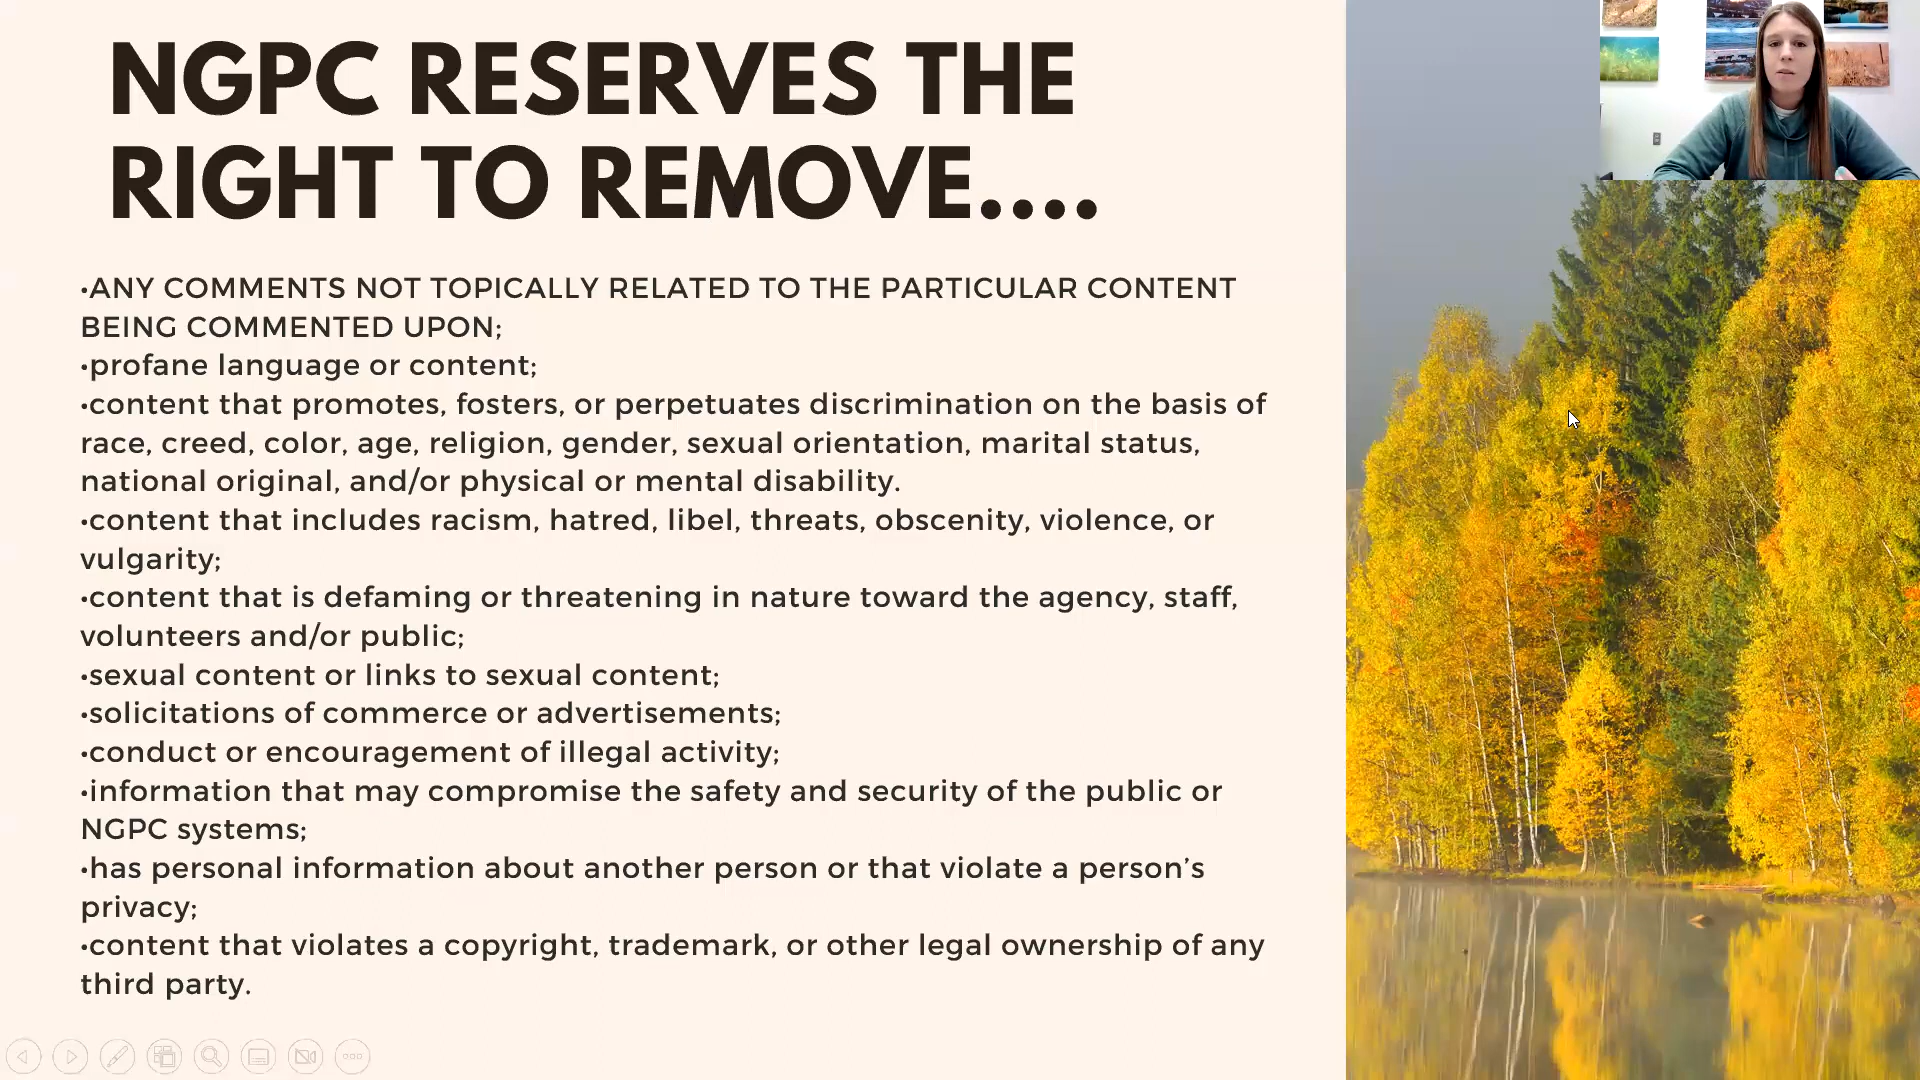 NGPC RESERVES THE
RIGHT TO REMOVE....
•ANY COMMENTS NOT TOPICALLY RELATED TO THE PARTICULAR CONTENT
BEING COMMENTED UPON;
•profane language or content;
•content that promotes, fosters, or perpetuates discrimination on the basis of
race, creed, color, age, religion, gender, sexual orientation, marital status,
national original, and/or physical or mental disability.
•content that includes racism, hatred, libel, threats, obscenity, violence, or
vulgarity;
•content that is defaming or threatening in nature toward the agency, staff,
volunteers and/or public;
•sexual content or links to sexual content;
•solicitations of commerce or advertisements;
•conduct or encouragement of illegal activity;
•information that may compromise the safety and security of the public or
NGPC systems;
•has personal information about another person or that violate a person’s
privacy;
•content that violates a copyright, trademark, or other legal ownership of any
third party.